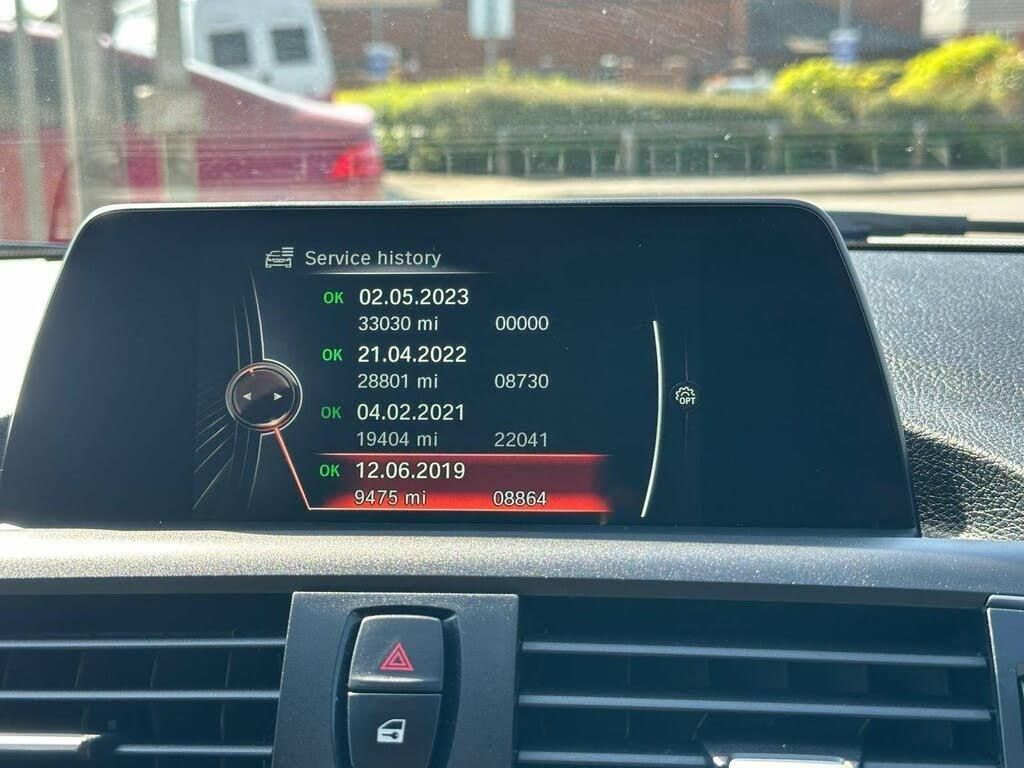 Service history
OK 02.05.2023
33030 mi 00000
OK 21.04.2022
28801 mi 08730
OK 04.02.2021
19404 mi 22041
OK 12.06.2019
9475 mi 08864
OPT